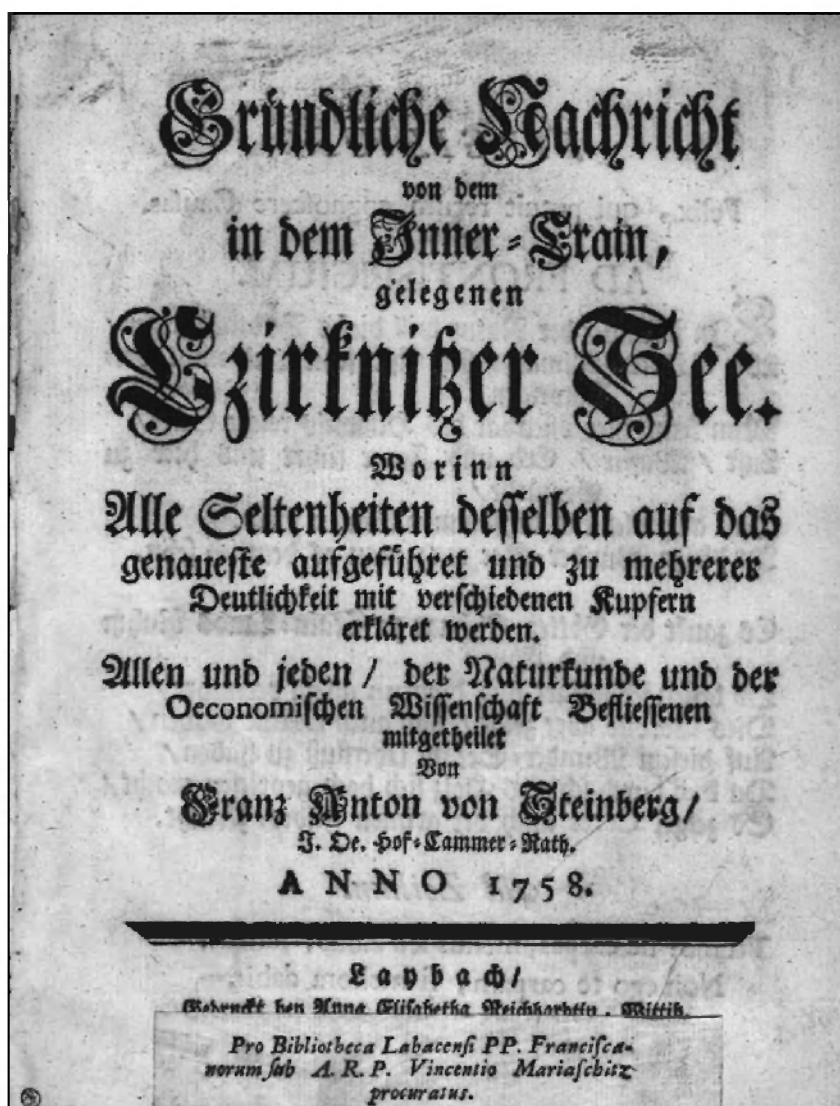 Gründliche Nachricht
von dem
in dem Inner-Crain,
gelegenen
Czirknitzer See.
Worinn
Alle Seltenheiten desselben auf das
genaueste aufgeführet und zu mehrerer
Deutlichkeit mit verschiedenen Kupfern
erkläret werden.
Allen und jeden / der Naturkunde und der
Oeconomischen Wissenschaft Befliessenen
mitgetheilet
Von
Franz Anton von Steinberg/
J. Oe. Hof-Cammer-Rath.
ANNO 1758.
Laybach/
Gedruckt bey Anna Elisabetha Reichhardtin, Wittib.
Pro Bibliotheca Labacensi PP. Francisca-
norum sub A. R. P. Vincentio Mariaschitz
procuratus.